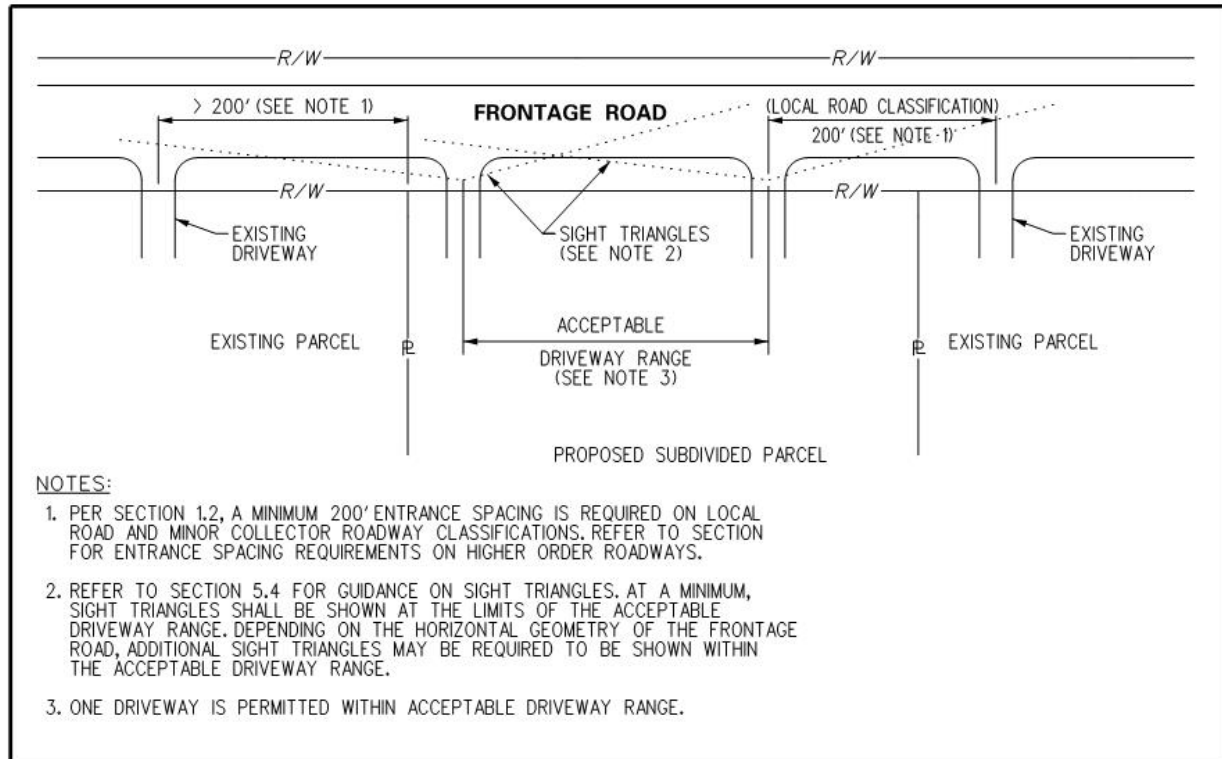 R/W R/W
> 200' (SEE NOTE 1) FRONTAGE ROAD (LOCAL ROAD CLASSIFICATION)
200' (SEE NOTE 1)
R/W R/W
EXISTING
DRIVEWAY
SIGHT TRIANGLES
(SEE NOTE 2)
EXISTING
DRIVEWAY
ACCEPTABLE
DRIVEWAY RANGE
(SEE NOTE 3)
EXISTING PARCEL PL PL EXISTING PARCEL
PROPOSED SUBDIVIDED PARCEL
NOTES:
1. PER SECTION 1.2, A MINIMUM 200' ENTRANCE SPACING IS REQUIRED ON LOCAL
ROAD AND MINOR COLLECTOR ROADWAY CLASSIFICATIONS. REFER TO SECTION
FOR ENTRANCE SPACING REQUIREMENTS ON HIGHER ORDER ROADWAYS.
2. REFER TO SECTION 5.4 FOR GUIDANCE ON SIGHT TRIANGLES. AT A MINIMUM,
SIGHT TRIANGLES SHALL BE SHOWN AT THE LIMITS OF THE ACCEPTABLE
DRIVEWAY RANGE. DEPENDING ON THE HORIZONTAL GEOMETRY OF THE FRONTAGE
ROAD, ADDITIONAL SIGHT TRIANGLES MAY BE REQUIRED TO BE SHOWN WITHIN
THE ACCEPTABLE DRIVEWAY RANGE.
3. ONE DRIVEWAY IS PERMITTED WITHIN ACCEPTABLE DRIVEWAY RANGE.